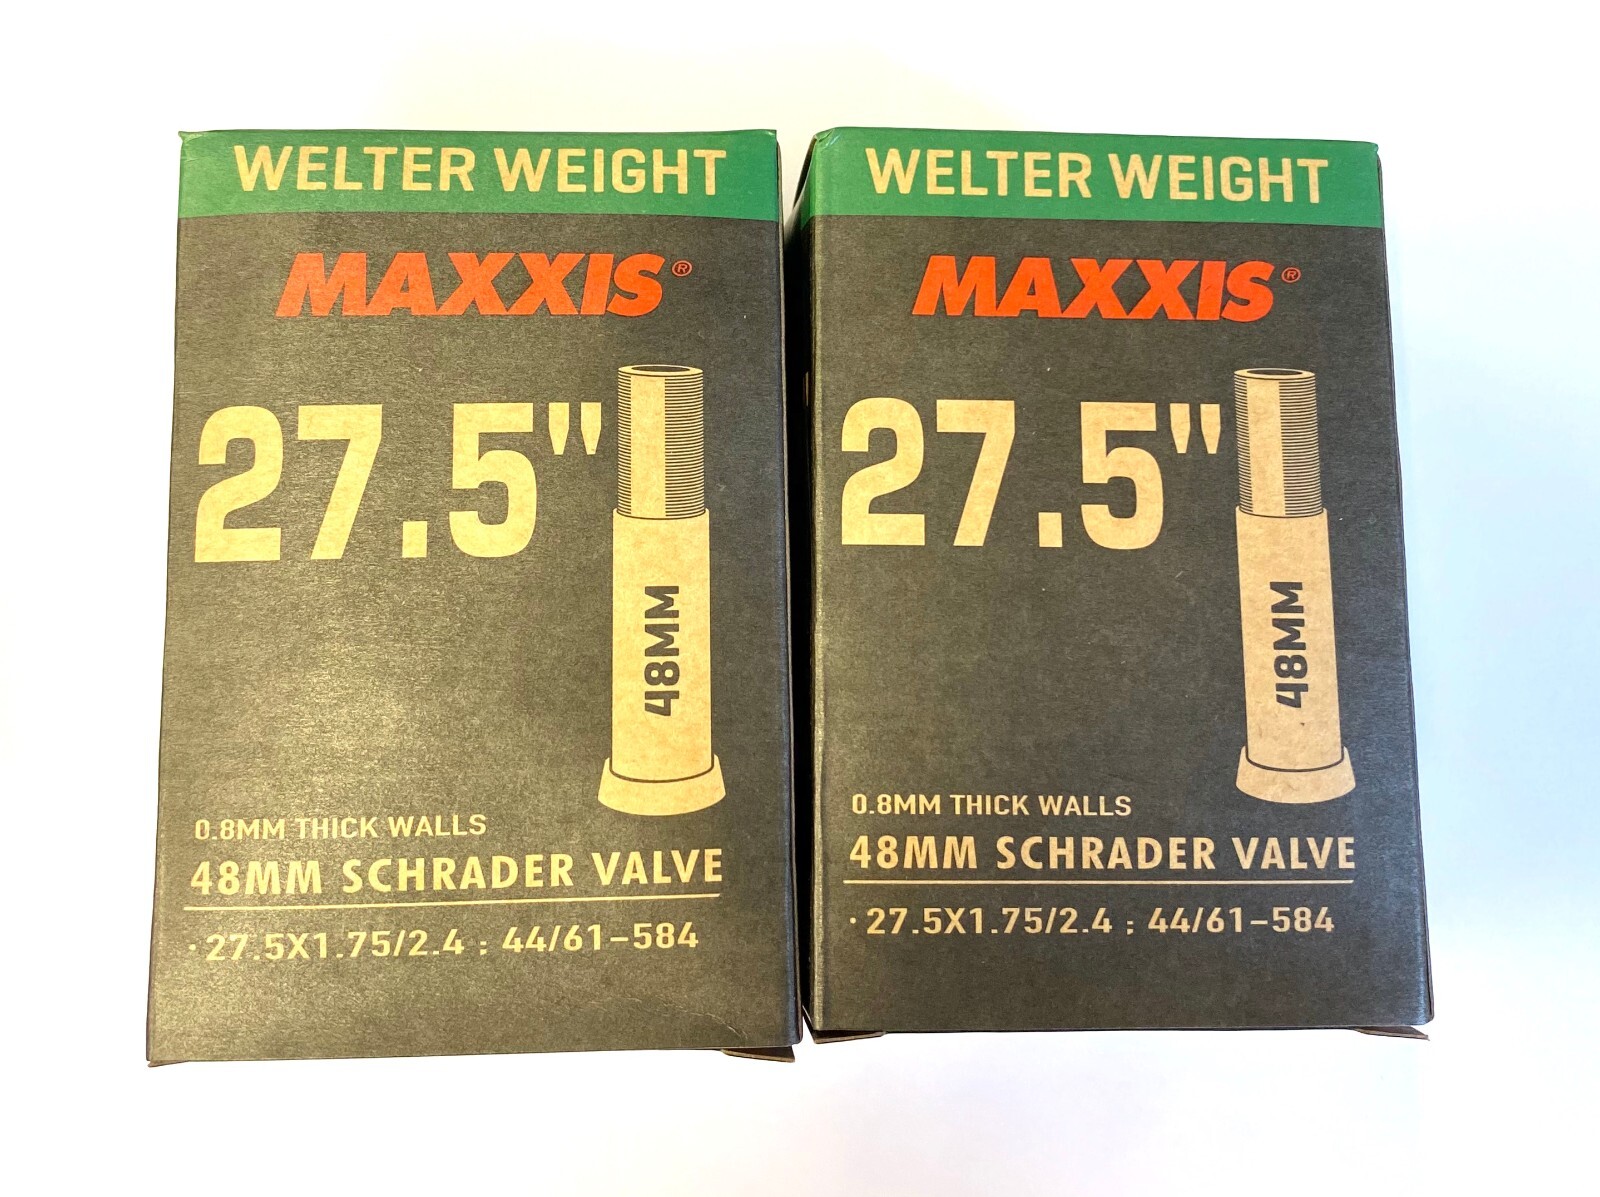 WELTER WEIGHT
MAXXIS®
27.5"
48MM
0.8MM THICK WALLS
48MM SCHRADER VALVE
·27.5X1.75/2.4 ; 44/61-584
WELTER WEIGHT
MAXXIS®
27.5"
48MM
0.8MM THICK WALLS
48MM SCHRADER VALVE
·27.5X1.75/2.4 ; 44/61-584